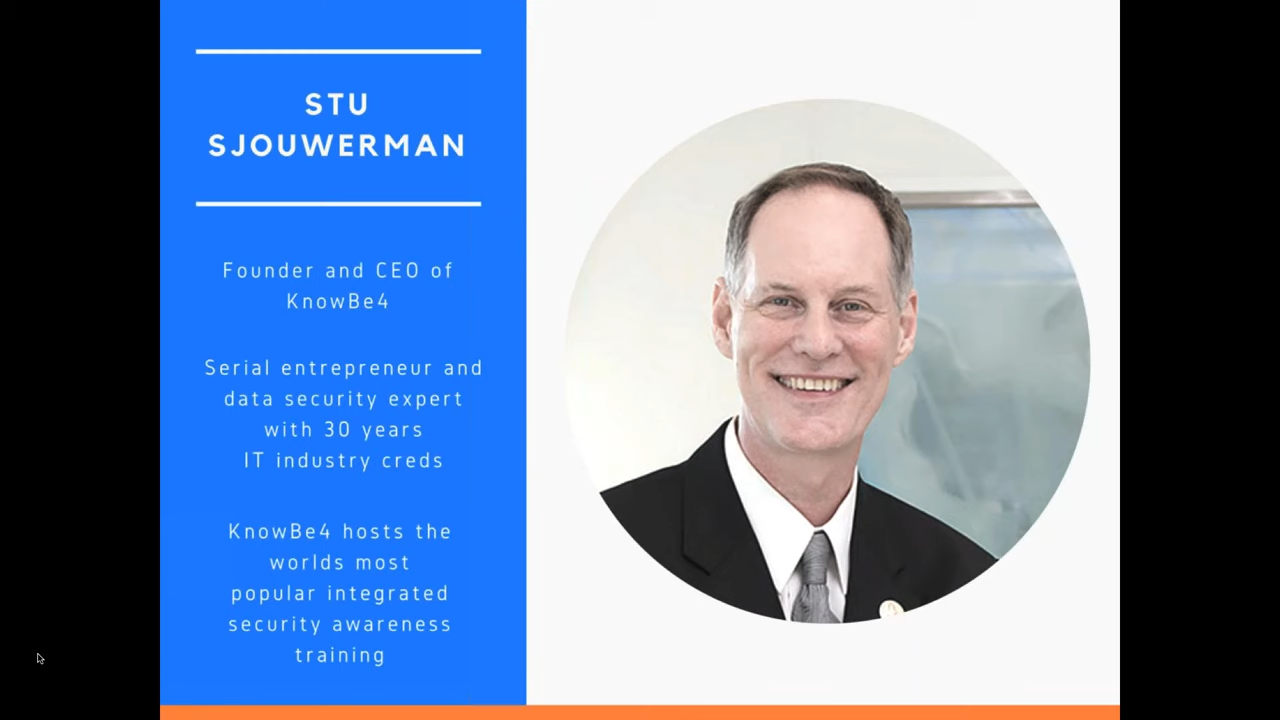 STU
SJOUWERMAN
Founder and CEO of
KnowBe4
Serial entrepreneur and
data security expert
with 30 years
IT industry creds
KnowBe4 hosts the
worlds most
popular integrated
security awareness
training